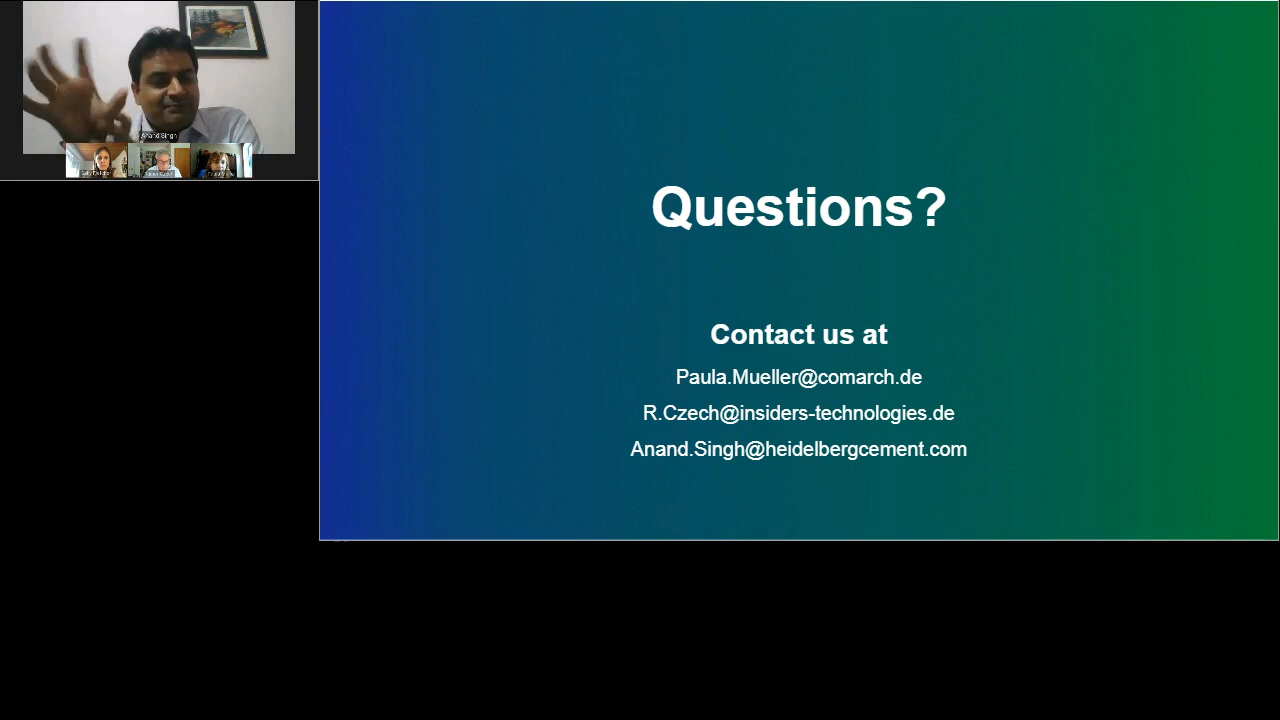 Anand Singh
Questions?
Contact us at
Paula.Mueller@comarch.de
R.Czech@insiders-technologies.de
Anand.Singh@heidelbergcement.com